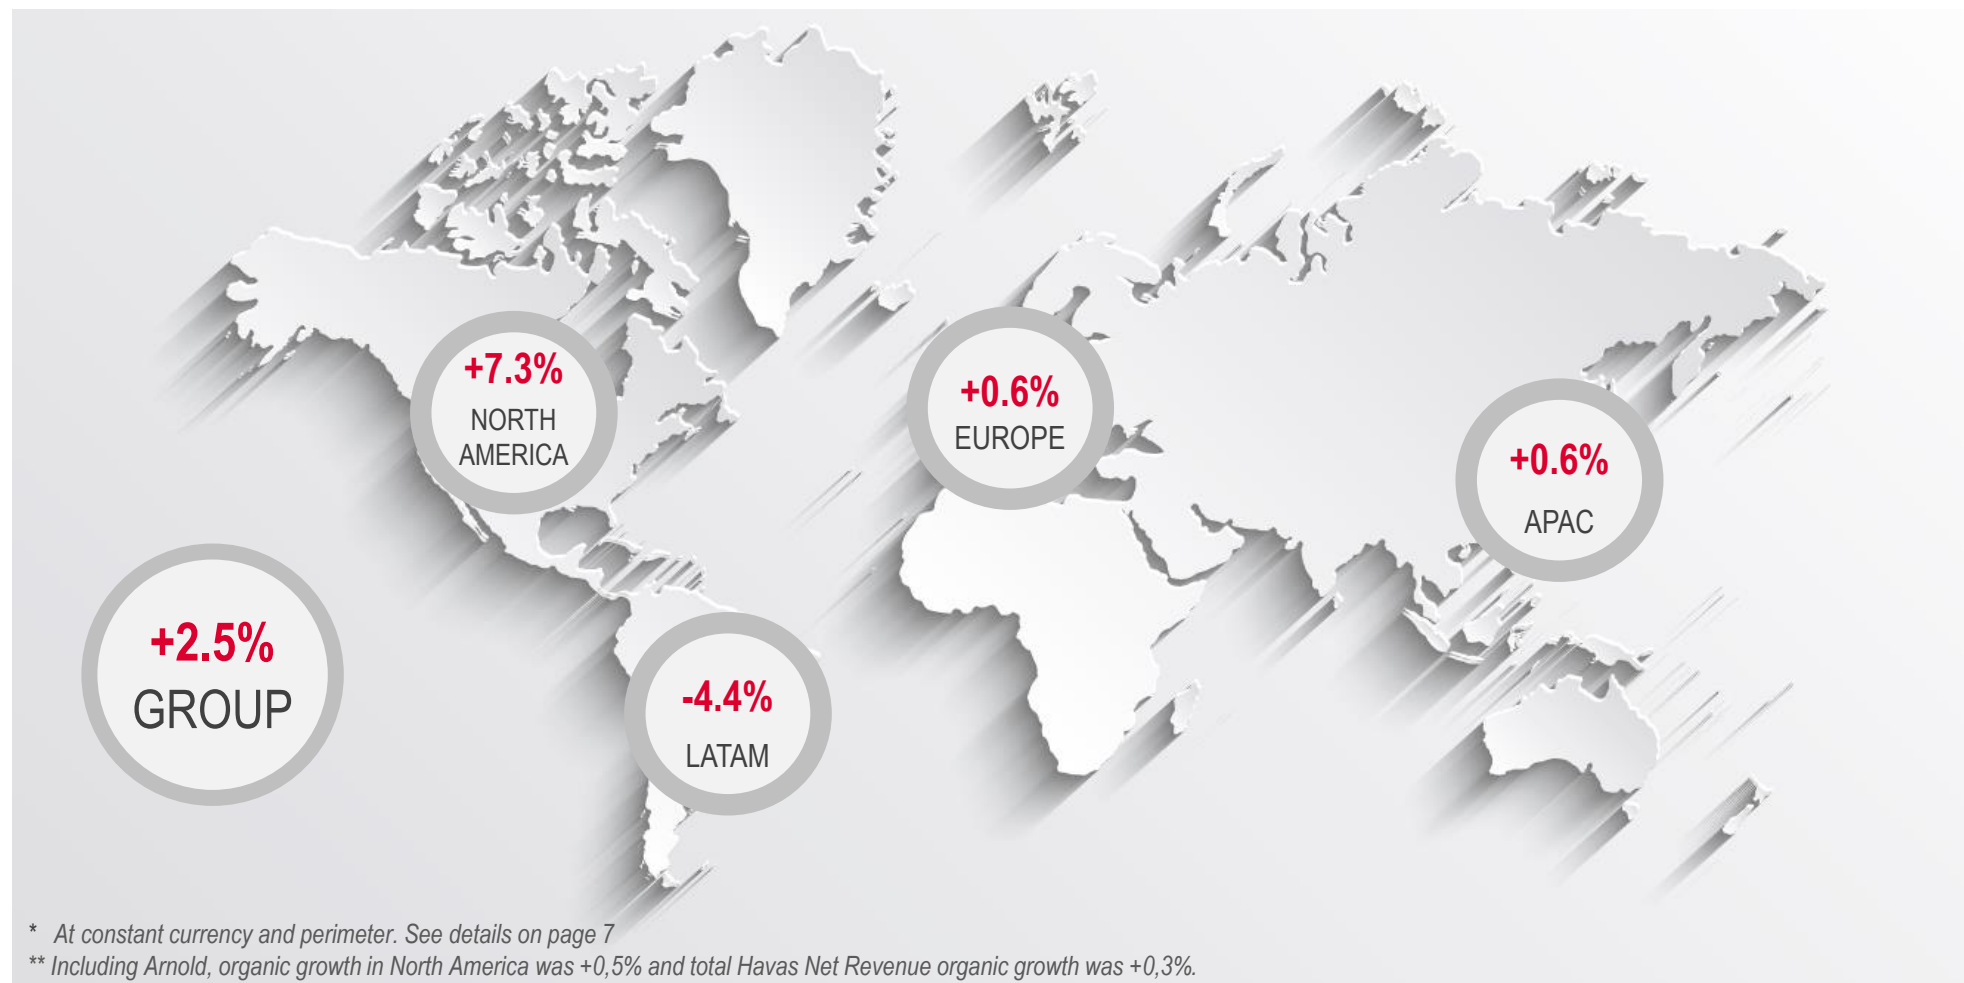 +7.3%
NORTH
AMERICA
+0.6%
EUROPE
+0.6%
APAC
+2.5%
GROUP
-4.4%
LATAM
* At constant currency and perimeter. See details on page 7
** Including Arnold, organic growth in North America was +0,5% and total Havas Net Revenue organic growth was +0,3%.